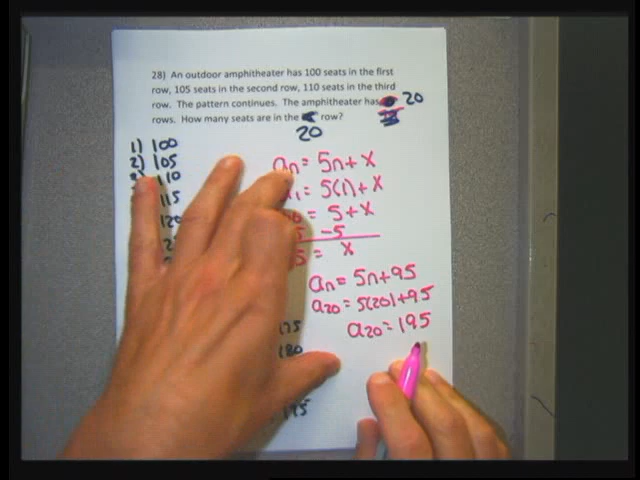 28) An outdoor amphitheater has 100 seats in the first
row, 105 seats in the second row, 110 seats in the third
row. The pattern continues. The amphitheater has 20
rows. How many seats are in the row?
20
1) 100
2) 105
110
115
120
175
180
195
an = 5n + x
= 5(1) + x
= 5 + x
-5
= x
an = 5n+95
a20 = 5(20)+95
a20 = 195